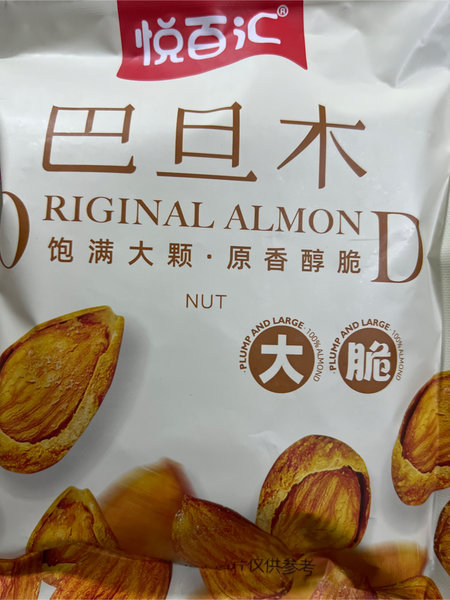 悦百汇®
巴旦木
ORIGINAL ALMOND
饱满大颗·原香醇脆
NUT
PLUMP AND LARGE·100%ALMOND·
大
PLUMP AND LARGE·100%ALMOND·
脆
片仅供参考